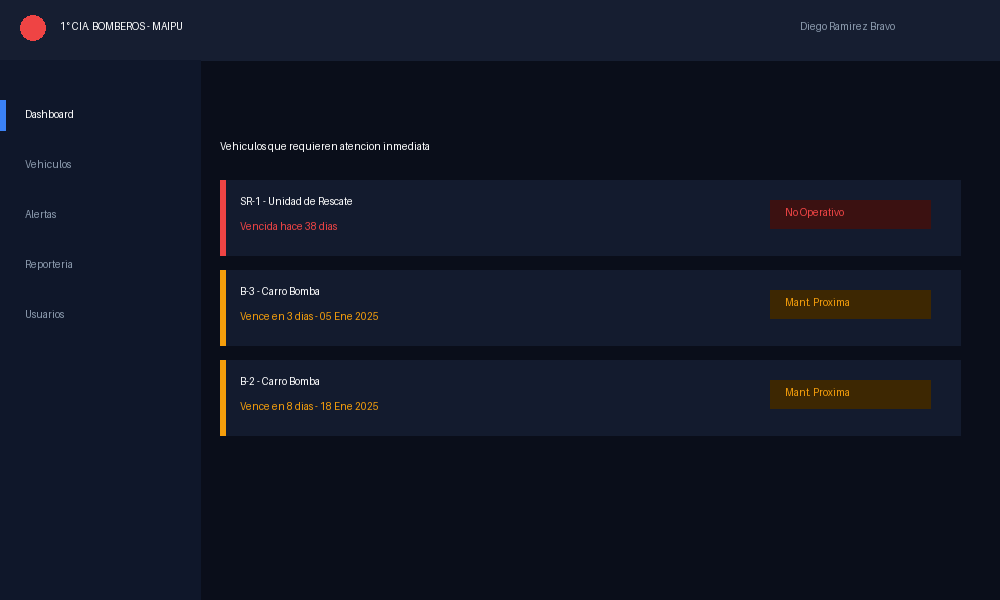 1° CIA. BOMBEROS - MAIPU
Diego Ramirez Bravo
Dashboard
Vehiculos
Alertas
Reporteria
Usuarios
Vehiculos que requieren atencion inmediata
SR-1 - Unidad de Rescate
No Operativo
Vencida hace 38 dias
B-3 - Carro Bomba
Mant. Proxima
Vence en 3 dias - 05 Ene 2025
B-2 - Carro Bomba
Mant. Proxima
Vence en 8 dias - 18 Ene 2025